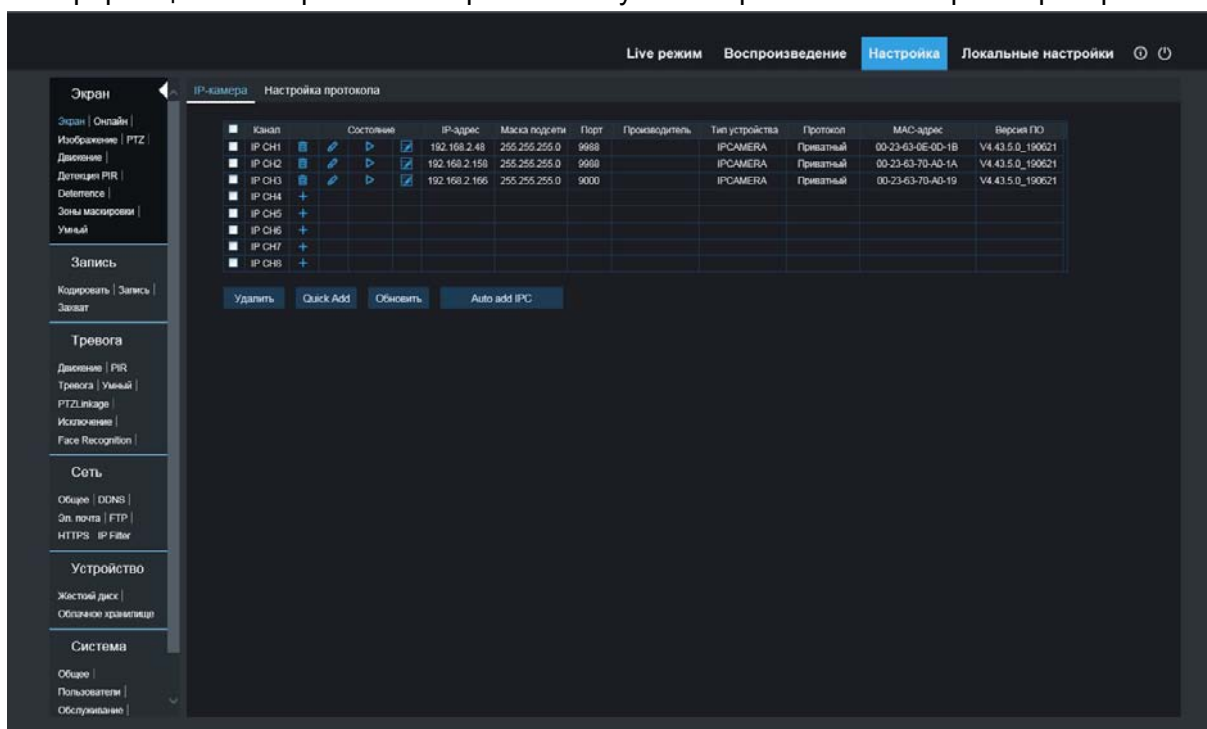 Live режим Воспроизведение Настройка Локальные настройки
Экран
Экран | Онлайн |
Изображение | PTZ
Движение |
Детекция PIR |
Deterrence |
Зоны маскировки |
Умный
Запись
Кодировать | Запись |
Захват
Тревога
Движение | PIR
Тревога | Умный |
PTZLinkage |
Исключение |
Face Recognition |
Сеть
Общее | DDNS |
Эл. почта | FTP |
HTTPS IP Filter
Устройство
Жесткий диск |
Облачное хранилище
Система
Общее |
Пользователи |
Обслуживание |
IP-камера Настройка протокола
Канал Состояние IP-адрес Маска подсети Порт Производитель Тип устройства Протокол MAC-адрес Версия ПО
IP CH1 192.168.2.48 255.255.255.0 9988 IPCAMERA Приватный 00-23-63-0E-0D-1B V4.43.5.0_190621
IP CH2 192.168.2.158 255.255.255.0 9988 IPCAMERA Приватный 00-23-63-70-A0-1A V4.43.5.0_190621
IP CH3 192.168.2.166 255.255.255.0 9000 IPCAMERA Приватный 00-23-63-70-A0-19 V4.43.5.0_190621
IP CH4 +
IP CH5 +
IP CH6 +
IP CH7 +
IP CH8 +
Удалить Quick Add Обновить Auto add IPC